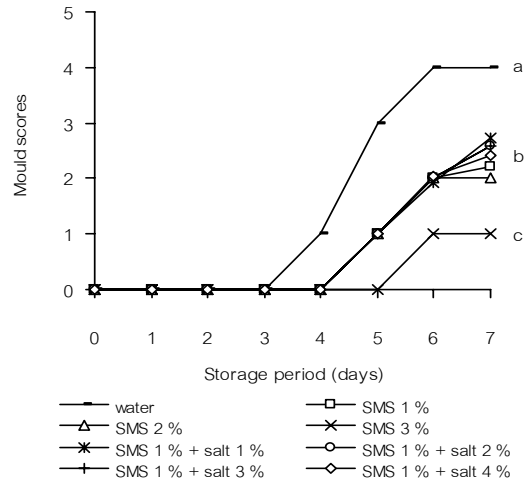 5
4
3
2
1
0
Mould scores
a
b
c
0 1 2 3 4 5 6 7
Storage period (days)
water SMS 1 %
SMS 2 % SMS 3 %
SMS 1 % + salt 1 % SMS 1 % + salt 2 %
SMS 1 % + salt 3 % SMS 1 % + salt 4 %